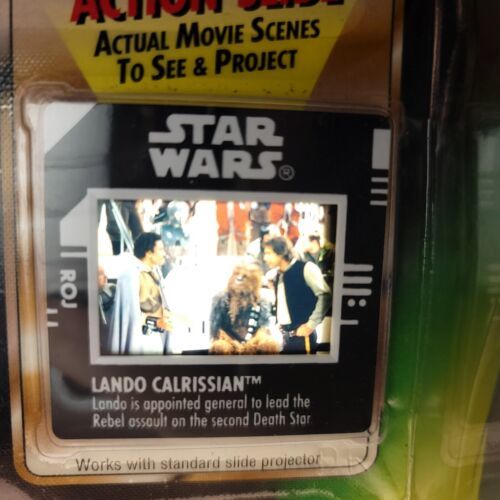 ACTION SLIDE
ACTUAL MOVIE SCENES
TO SEE & PROJECT
STAR
WARS®
ROJ
LANDO CALRISSIAN™
Lando is appointed general to lead the
Rebel assault on the second Death Star.
Works with standard slide projector